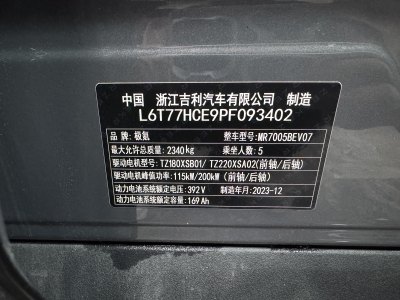 中国 浙江吉利汽车有限公司 制造
L6T77HCE9PF093402
品牌:极氪 整车型号:MR7005BEV07
最大允许总质量:2340kg 乘坐人数:5
驱动电机型号:TZ180XSB01/TZ220XSA02(前轴/后轴)
驱动电机峰值功率:115kW/200kW (前轴/后轴)
动力电池系统额定电压:392V 制造年月:2023-12
动力电池系统额定容量:169Ah